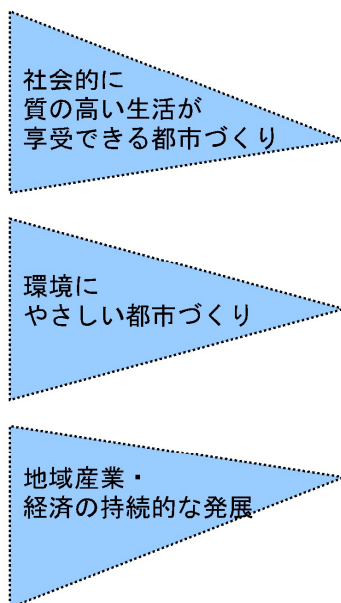 社会的に
質の高い生活が
享受できる都市づくり
環境に
やさしい都市づくり
地域産業・
経済の持続的な発展